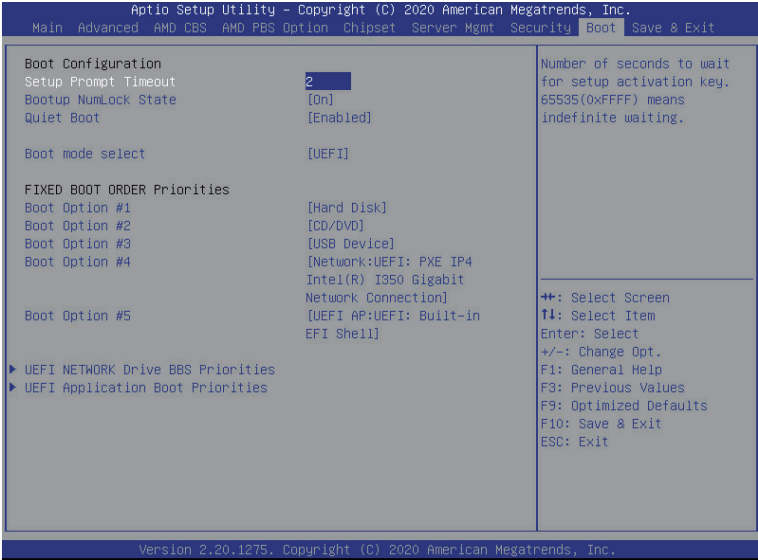 Aptio Setup Utility – Copyright (C) 2020 American Megatrends, Inc.
Main Advanced AMD CBS AMD PBS Option Chipset Server Mgmt Security Boot Save & Exit
Boot Configuration
Setup Prompt Timeout 2
Bootup NumLock State [On]
Quiet Boot [Enabled]
Boot mode select [UEFI]
FIXED BOOT ORDER Priorities
Boot Option #1 [Hard Disk]
Boot Option #2 [CD/DVD]
Boot Option #3 [USB Device]
Boot Option #4 [Network:UEFI: PXE IP4
Intel(R) I350 Gigabit
Network Connection]
Boot Option #5 [UEFI AP:UEFI: Built-in
EFI Shell]
UEFI NETWORK Drive BBS Priorities
UEFI Application Boot Priorities
Number of seconds to wait
for setup activation key.
65535(0xFFFF) means
indefinite waiting.
→←: Select Screen
↑↓: Select Item
Enter: Select
+/-: Change Opt.
F1: General Help
F3: Previous Values
F9: Optimized Defaults
F10: Save & Exit
ESC: Exit
Version 2.20.1275. Copyright (C) 2020 American Megatrends, Inc.